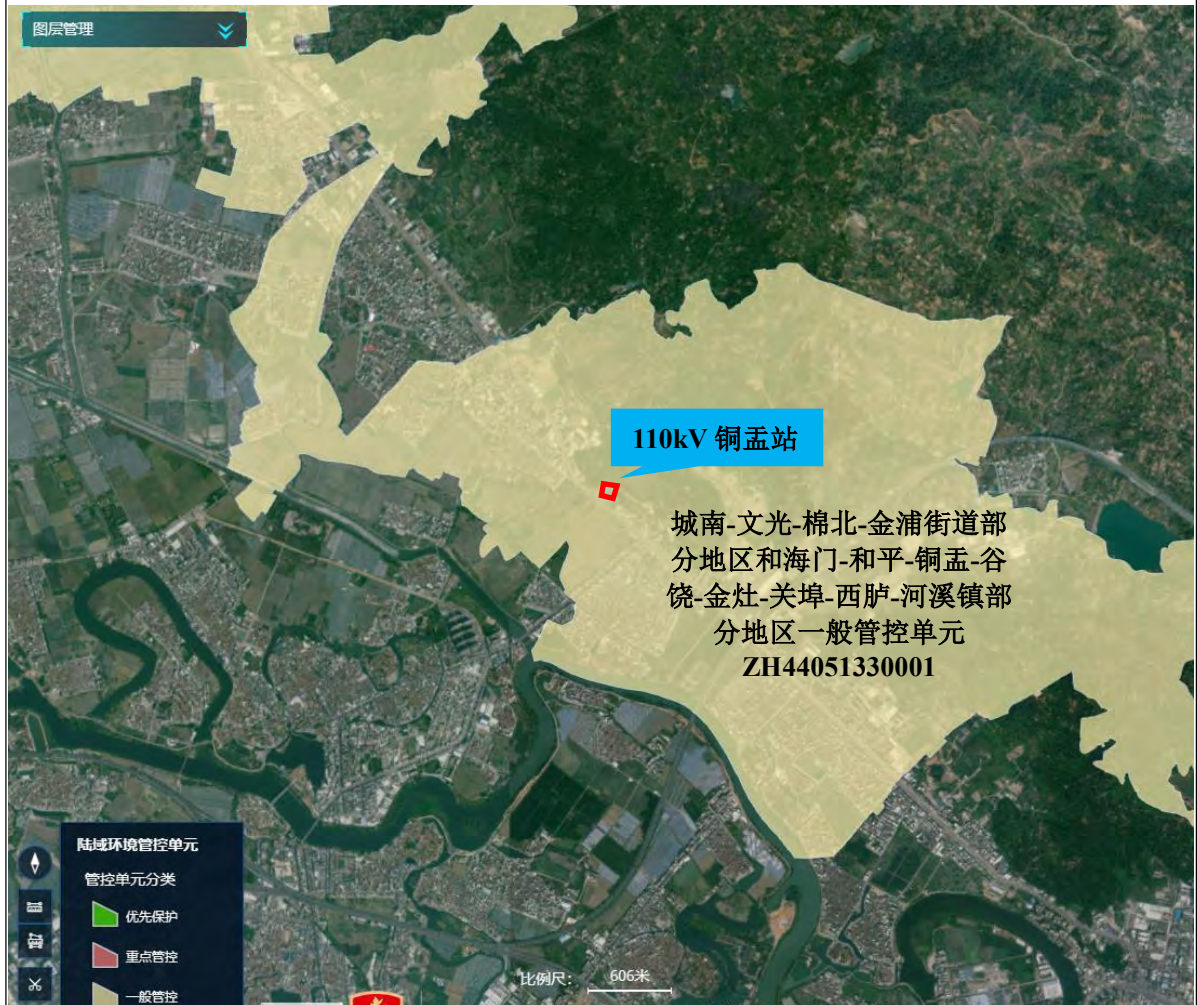 图层管理
110kV 铜盂站
城南-文光-棉北-金浦街道部
分地区和海门-和平-铜盂-谷
饶-金灶-关埠-西胪-河溪镇部
分地区一般管控单元
ZH44051330001
陆域环境管控单元
管控单元分类
优先保护
重点管控
一般管控
比例尺： 606米